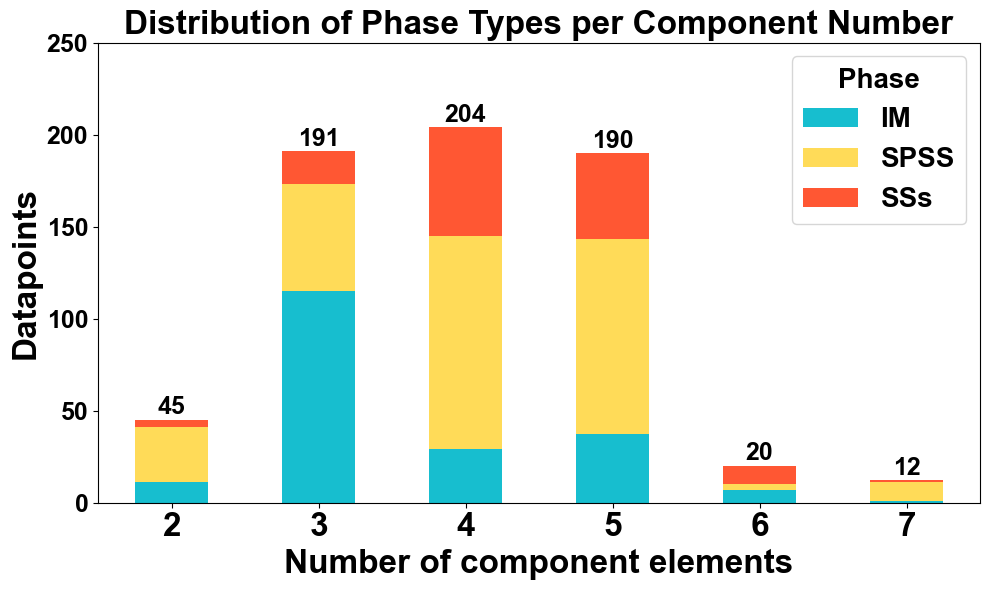 Distribution of Phase Types per Component Number
250
200
150
100
50
0
Datapoints
45
191
204
190
20
12
Phase
IM
SPSS
SSs
2 3 4 5 6 7
Number of component elements